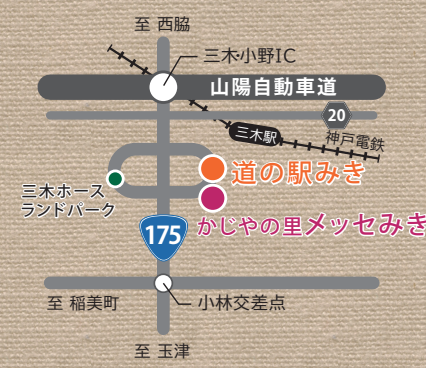 至 西脇
三木小野IC
山陽自動車道
20
三木駅
神戸電鉄
道の駅みき
三木ホース
ランドパーク
かじやの里メッセみき
175
至 稲美町
小林交差点
至 玉津